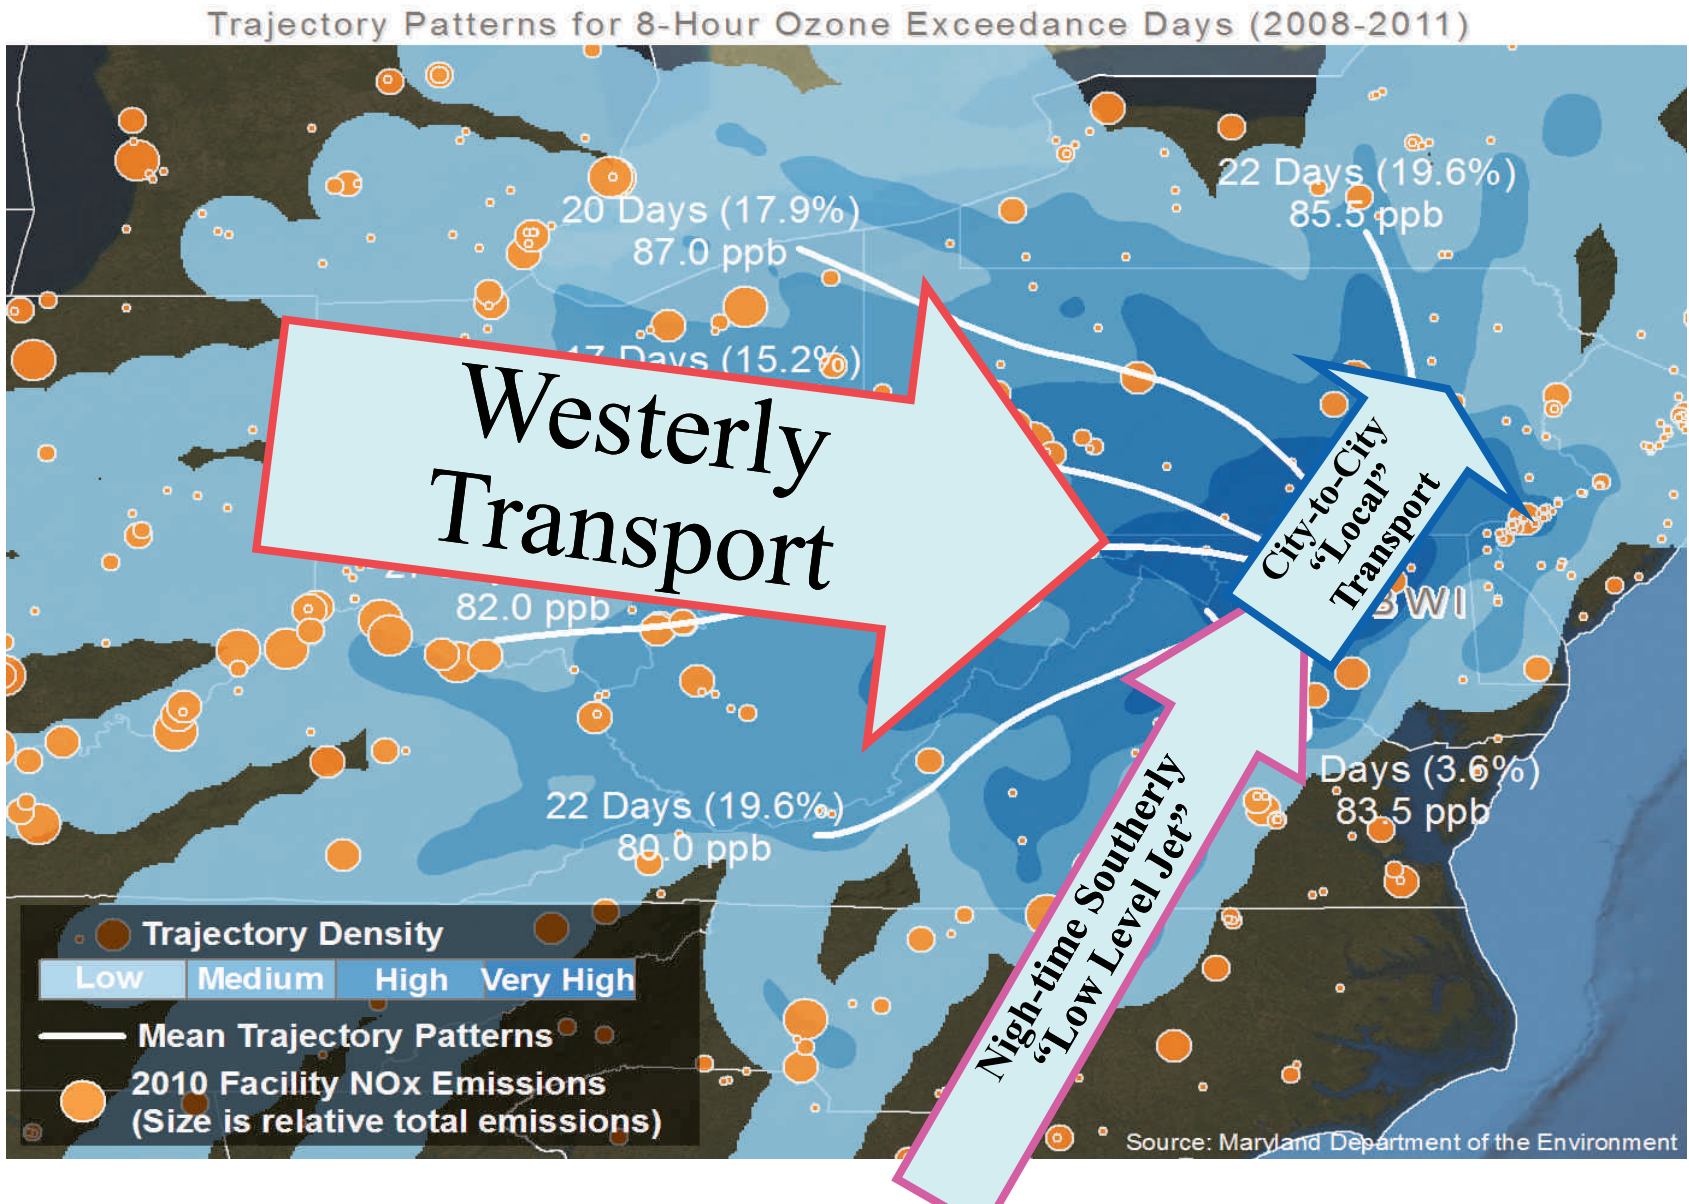 Trajectory Patterns for 8-Hour Ozone Exceedance Days (2008-2011)
22 Days (19.6%)
85.5 ppb
20 Days (17.9%)
87.0 ppb
17 Days (15.2%)
Westerly
Transport
City-to-City
“Local”
Transport
BWI
82.0 ppb
Days (3.6%)
83.5 ppb
22 Days (19.6%)
80.0 ppb
Nigh-time Southerly
“Low Level Jet”
Trajectory Density
Low Medium High Very High
Mean Trajectory Patterns
2010 Facility NOx Emissions
(Size is relative total emissions)
Source: Maryland Department of the Environment